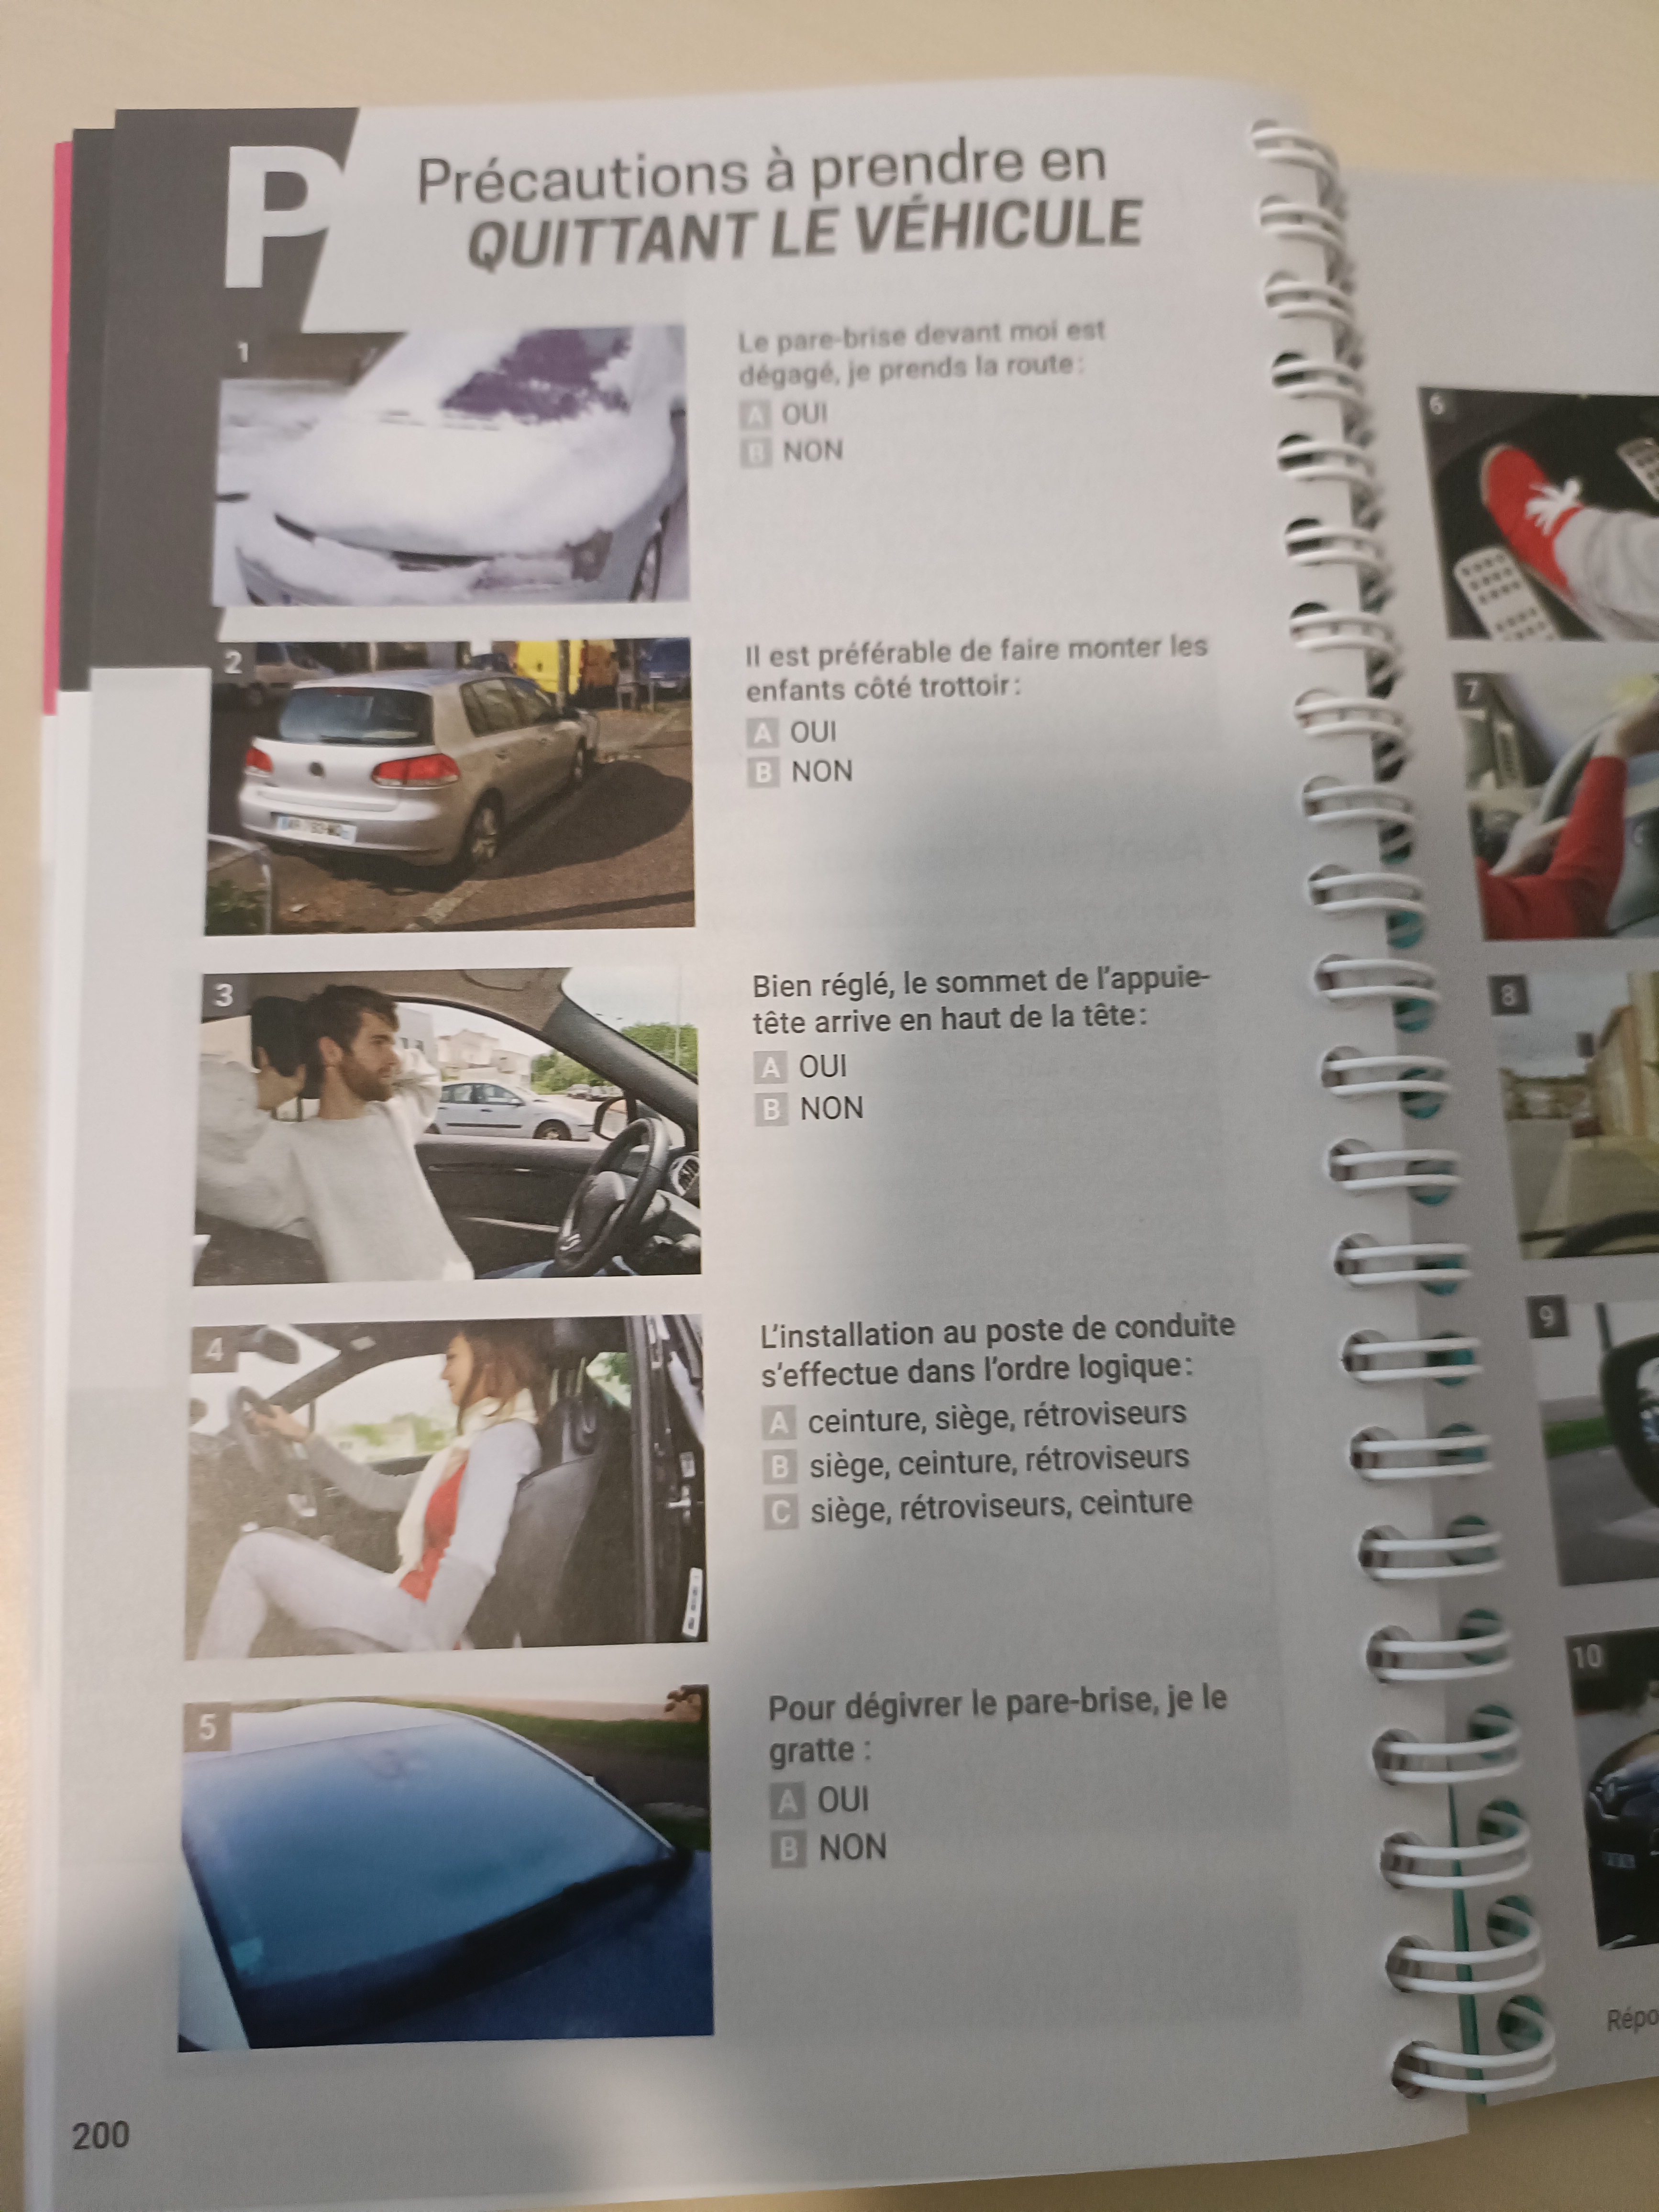 P
Précautions à prendre en
QUITTANT LE VÉHICULE
1
Le pare-brise devant moi est
dégagé, je prends la route :
A OUI
B NON
2
Il est préférable de faire monter les
enfants côté trottoir :
A OUI
B NON
3
Bien réglé, le sommet de l'appuie-
tête arrive en haut de la tête :
A OUI
B NON
4
L'installation au poste de conduite
s'effectue dans l'ordre logique :
A ceinture, siège, rétroviseurs
B siège, ceinture, rétroviseurs
C siège, rétroviseurs, ceinture
5
Pour dégivrer le pare-brise, je le
gratte :
A OUI
B NON
200
6
7
8
9
10
Répo